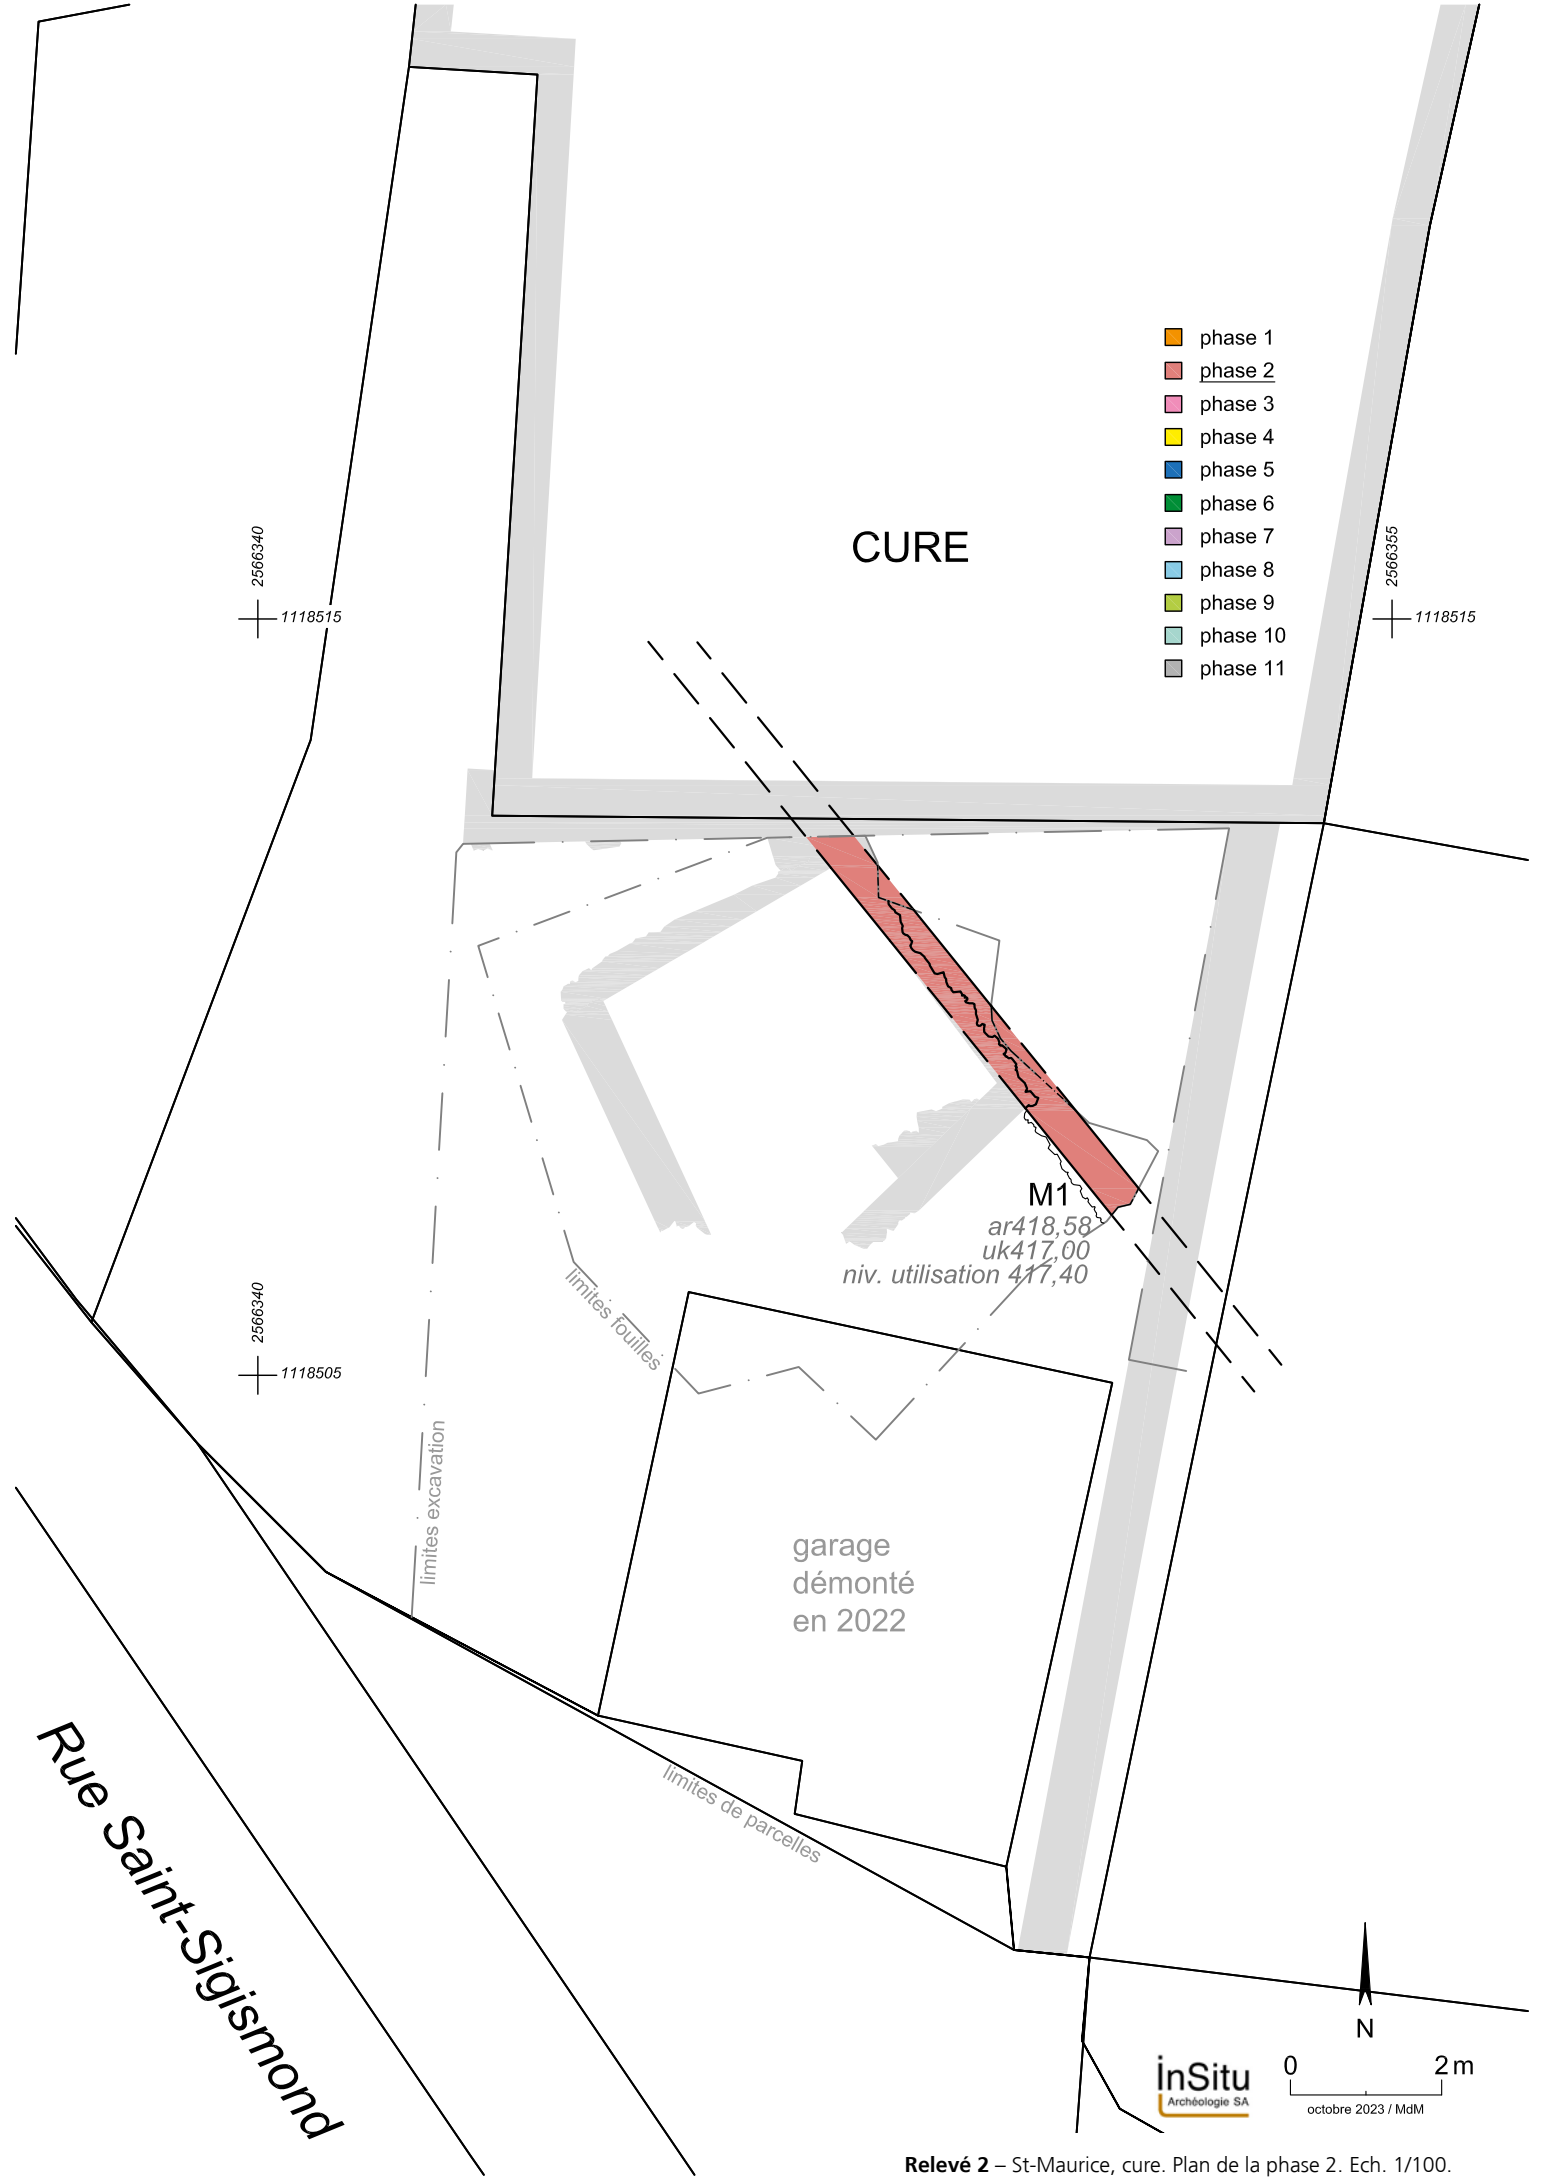 phase 1
phase 2
phase 3
phase 4
phase 5
phase 6
phase 7
phase 8
phase 9
phase 10
phase 11
CURE
2566340
1118515
2566355
1118515
M1
ar418,58
uk417,00
niv. utilisation 417,40
limites fouilles
2566340
1118505
limites excavation
garage
démonté
en 2022
limites de parcelles
Rue Saint-Sigismond
N
inSitu
Archéologie SA
0 2 m
octobre 2023 / MdM
Relevé 2 – St-Maurice, cure. Plan de la phase 2. Ech. 1/100.